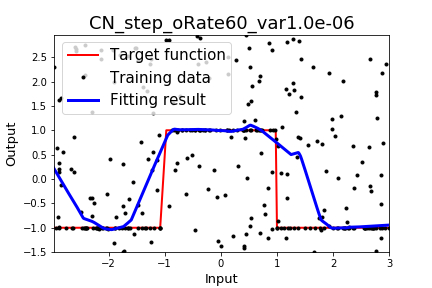 CN_step_oRate60_var1.0e-06
Target function
Training data
Fitting result
Output
2.5
2.0
1.5
1.0
0.5
0.0
−0.5
−1.0
−1.5
−2 −1 0 1 2 3
Input